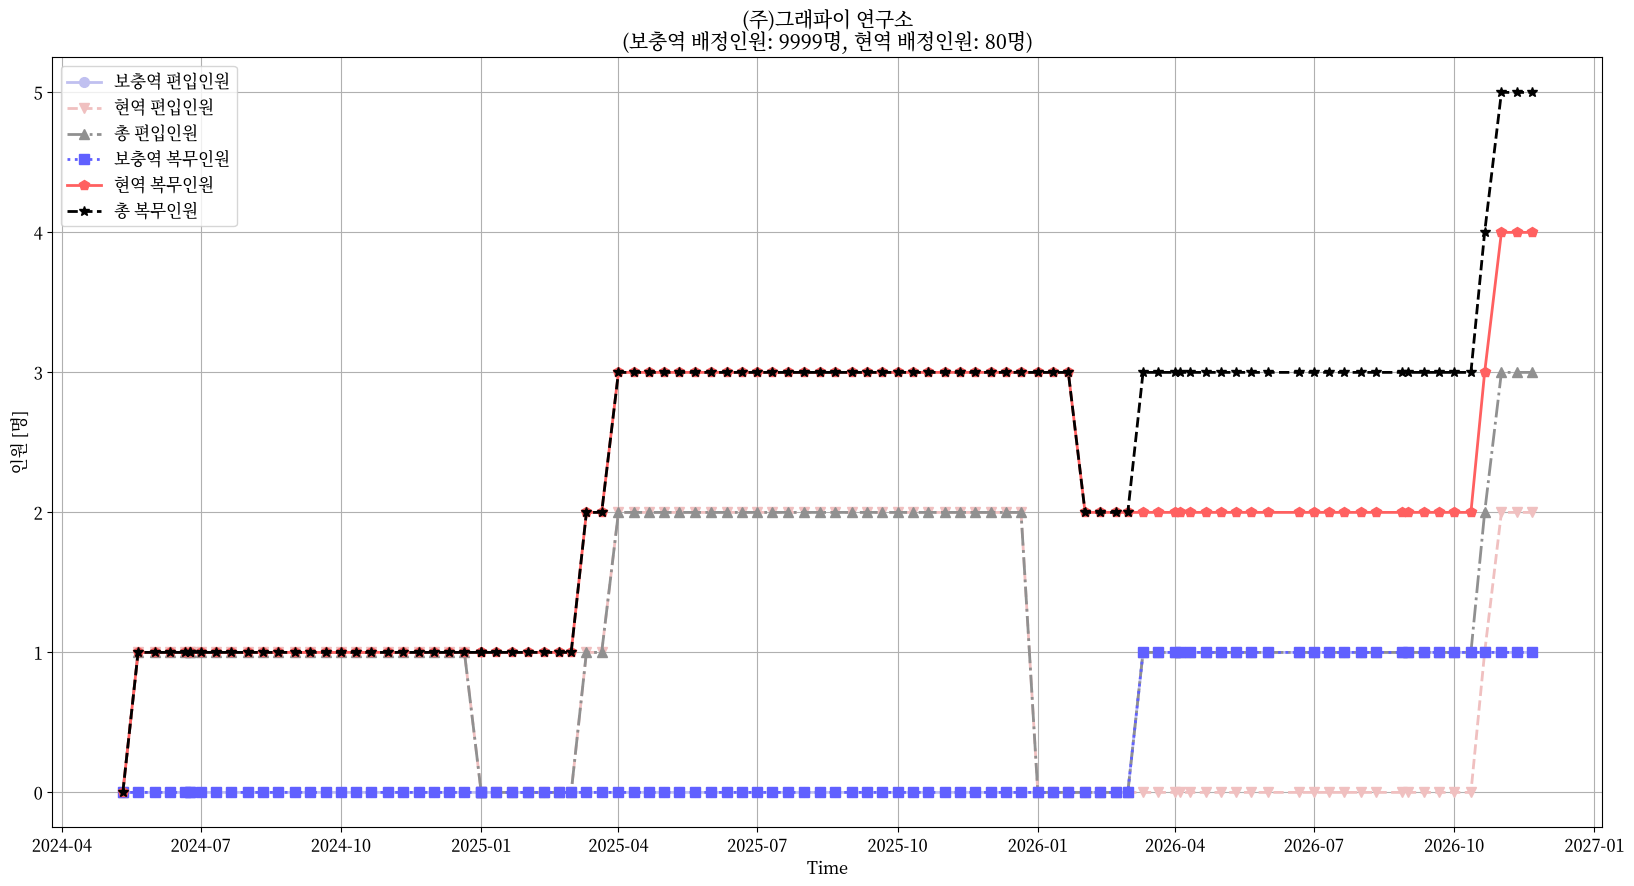 (주)그래파이 연구소
(보충역 배정인원: 9999명, 현역 배정인원: 80명)
보충역 편입인원
현역 편입인원
총 편입인원
보충역 복무인원
현역 복무인원
총 복무인원
인원 [명]
5
4
3
2
1
0
2024-04 2024-07 2024-10 2025-01 2025-04 2025-07 2025-10 2026-01 2026-04 2026-07 2026-10 2027-01
Time